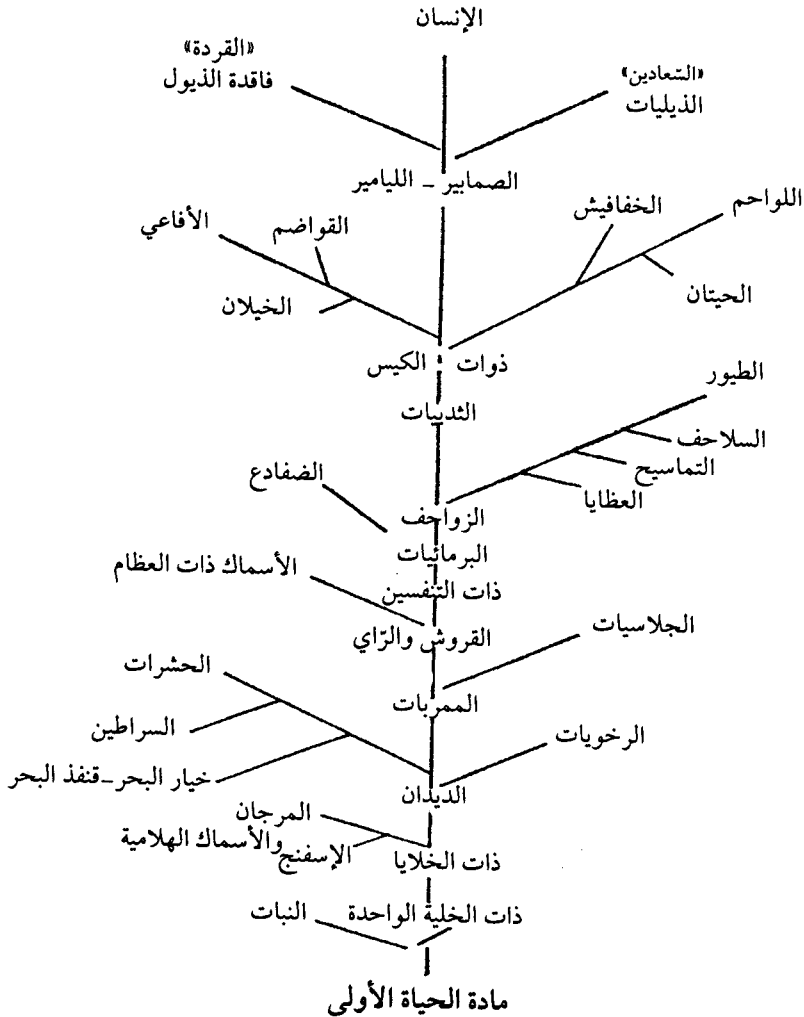 الإنسان
«القردة»
فاقدة الذيول
«السّعادين»
الذيليات
الصمابير – الليامير
اللواحم
الخفافيش
الحيتان
الأفاعي
القواضم
الخيلان
ذوات الكيس
الثدييات
الطيور
السلاحف
التماسيح
العظايا
الضفادع
الزواحف
البرمائيات
الأسماك ذات العظام
ذات التنفسين
القروش والرّاي
الجلاسيات
الحشرات
السراطين
الممربات
الرخويات
خيار البحر–قنفذ البحر
الديدان
المرجان
والأسماك الهلامية
الإسفنج
ذات الخلايا
النبات
ذات الخلية الواحدة
مادة الحياة الأولى